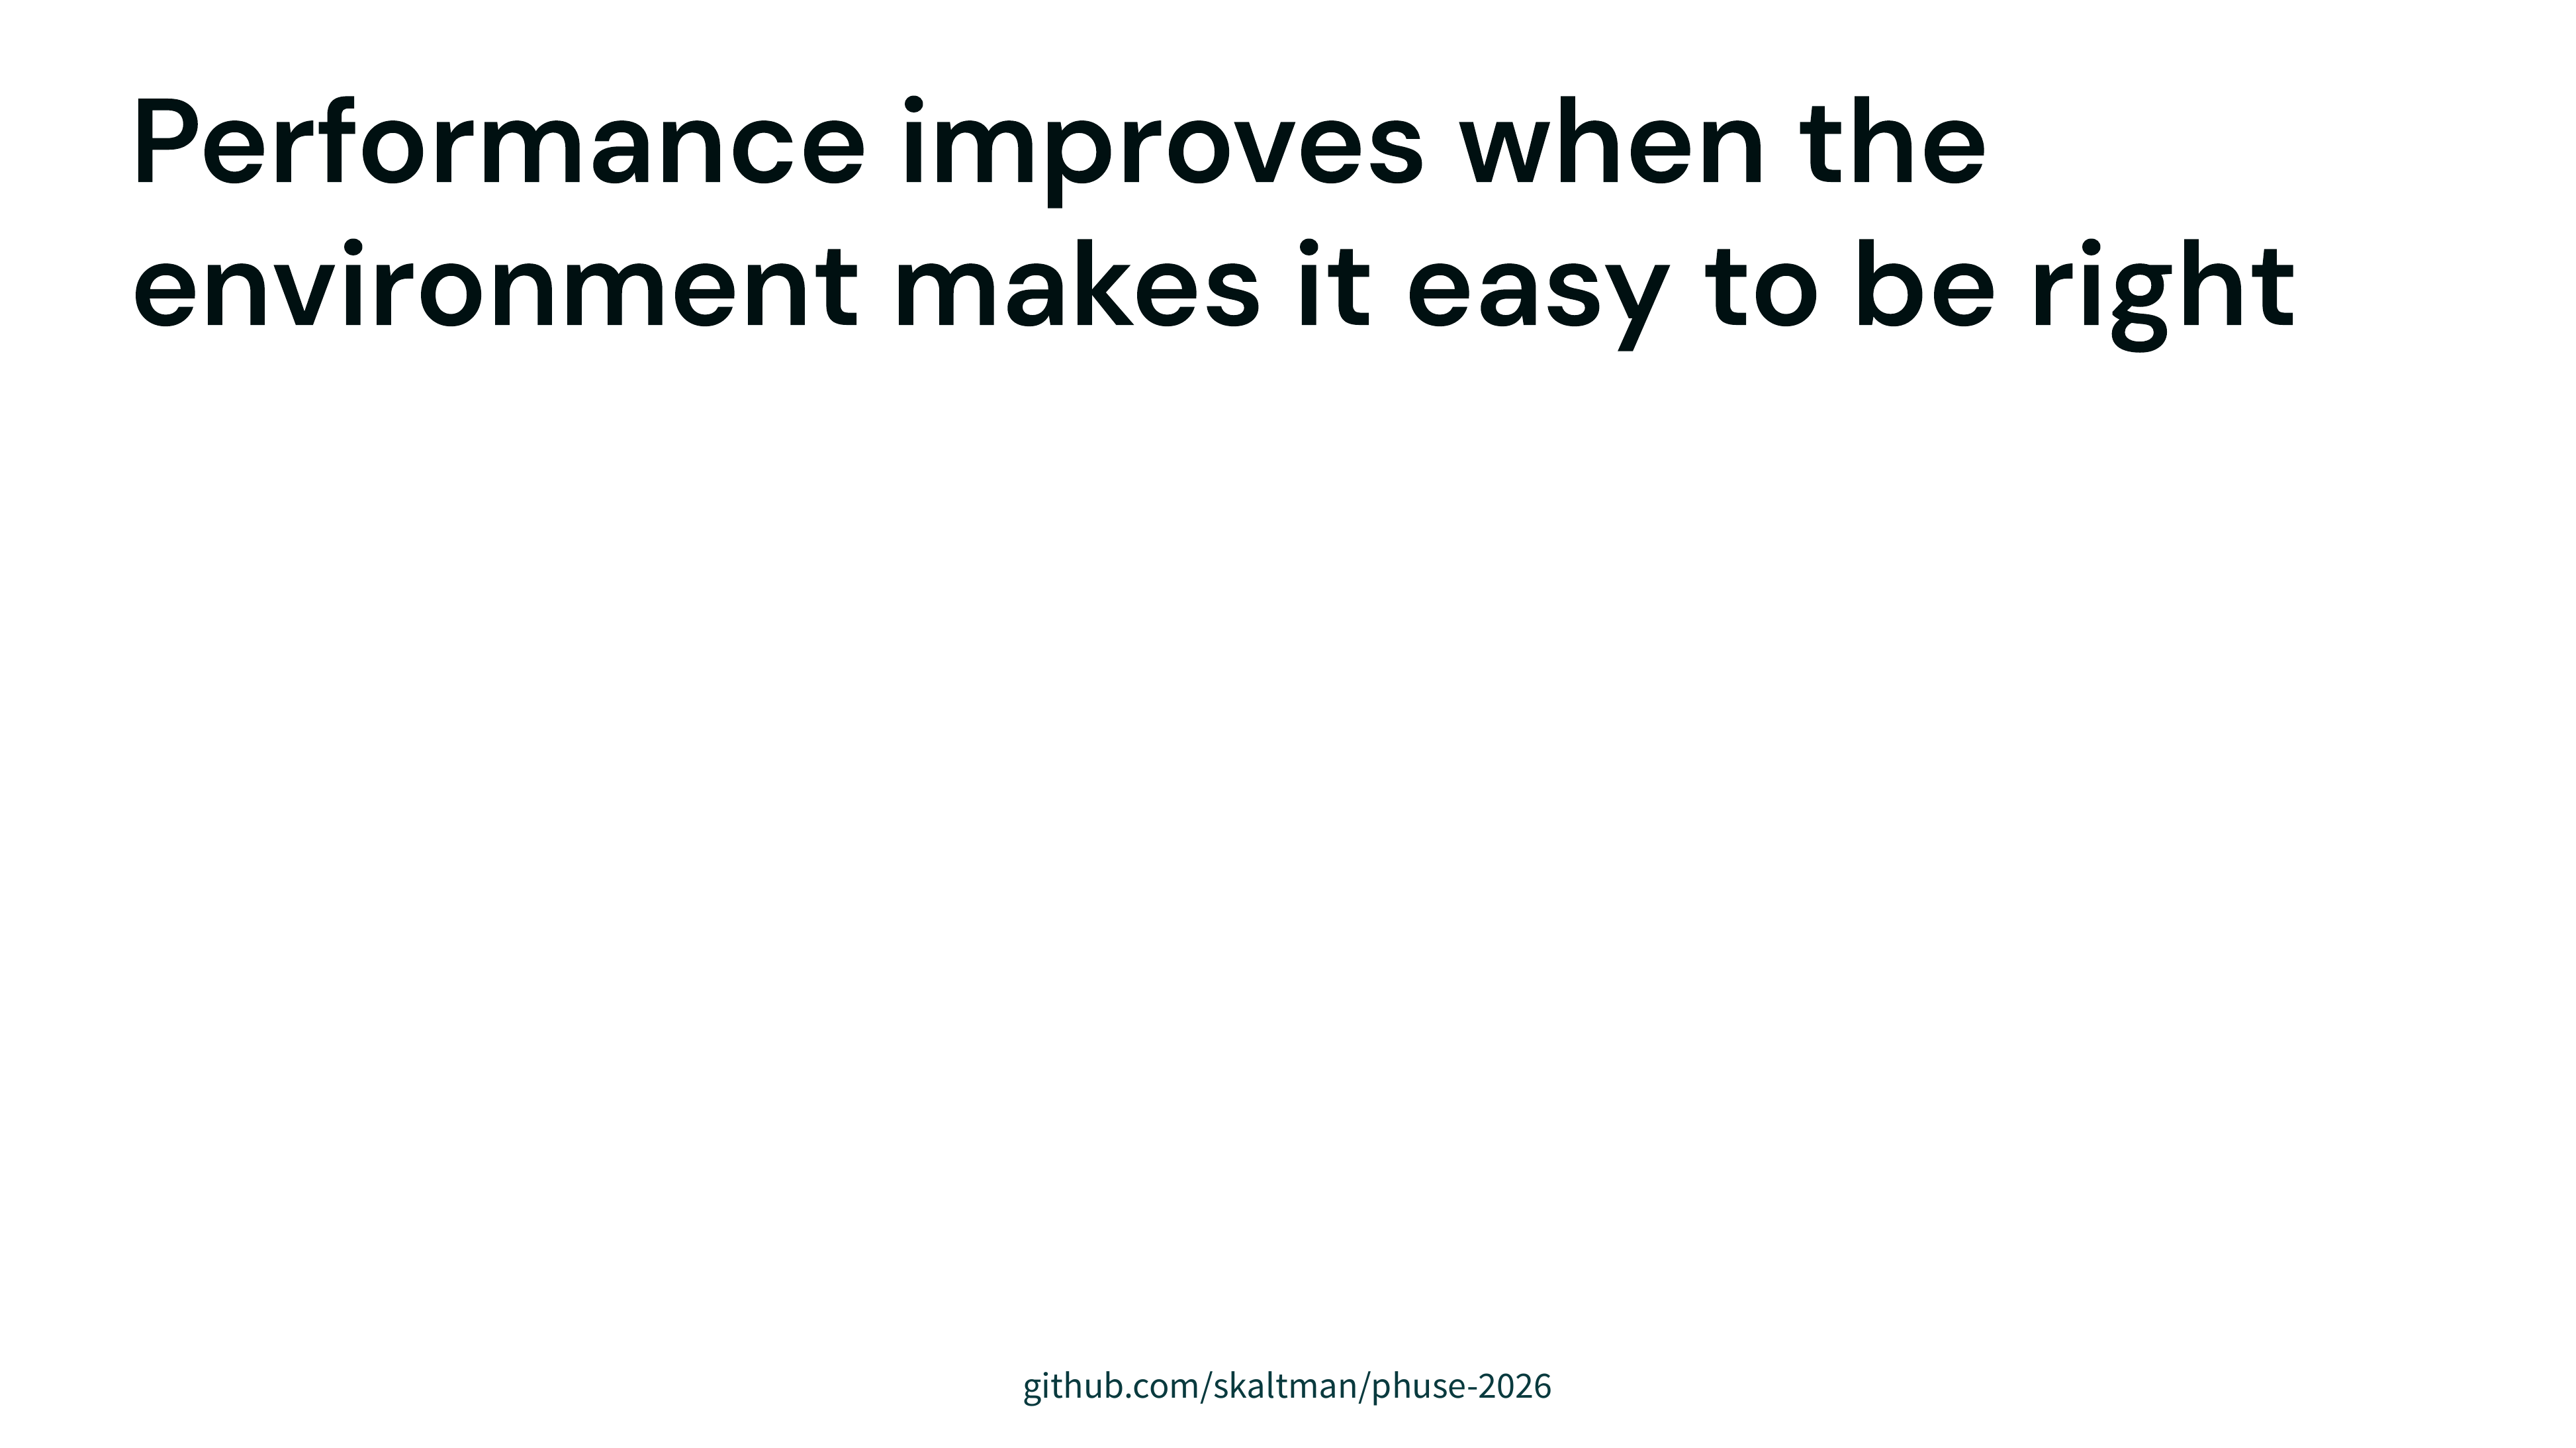 Performance improves when the
environment makes it easy to be right
github.com/skaltman/phuse-2026